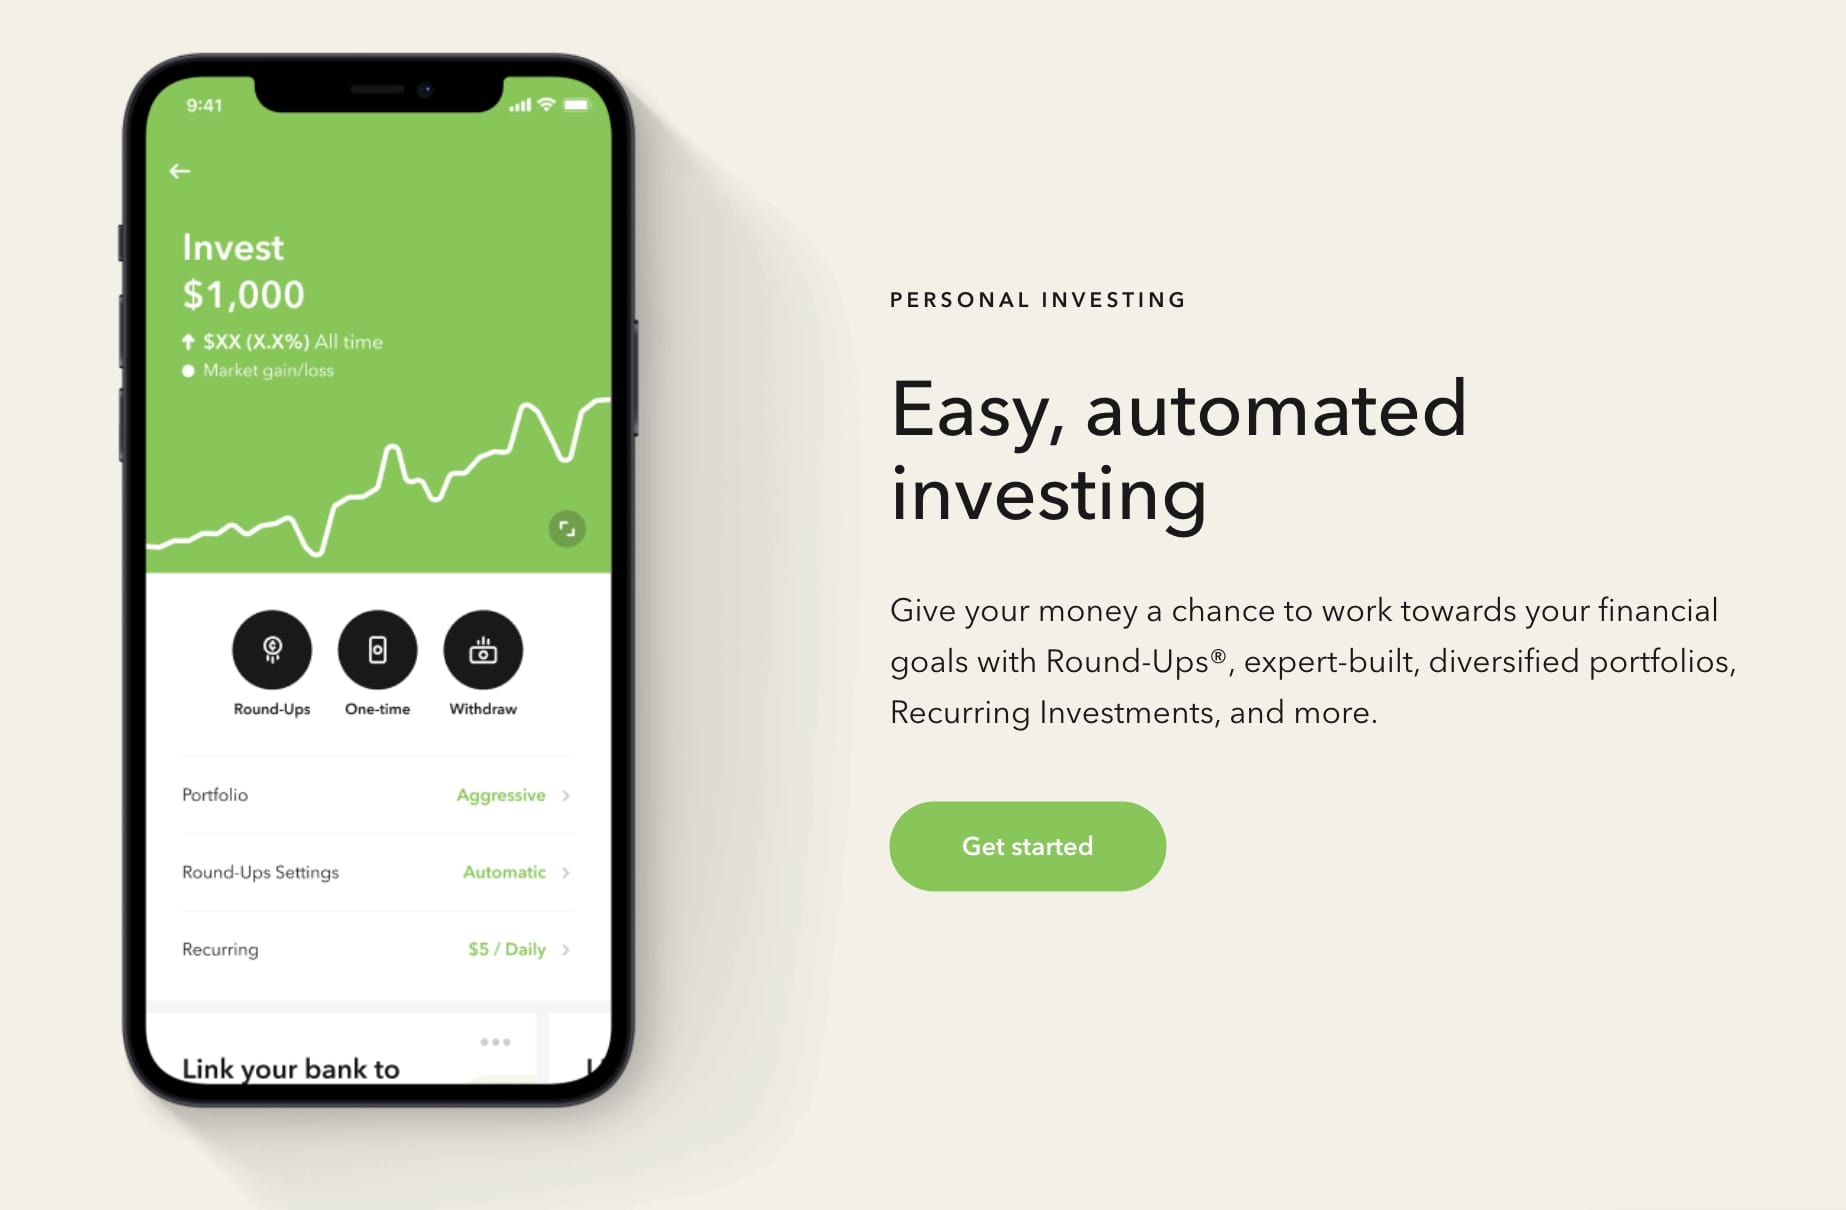 9:41
Invest
$1,000
$XX (X.X%) All time
Market gain/loss
Round-Ups
One-time
Withdraw
Portfolio
Aggressive
Round-Ups Settings
Automatic
Recurring
$5 / Daily
Link your bank to
PERSONAL INVESTING
Easy, automated
investing
Give your money a chance to work towards your financial
goals with Round-Ups®, expert-built, diversified portfolios,
Recurring Investments, and more.
Get started